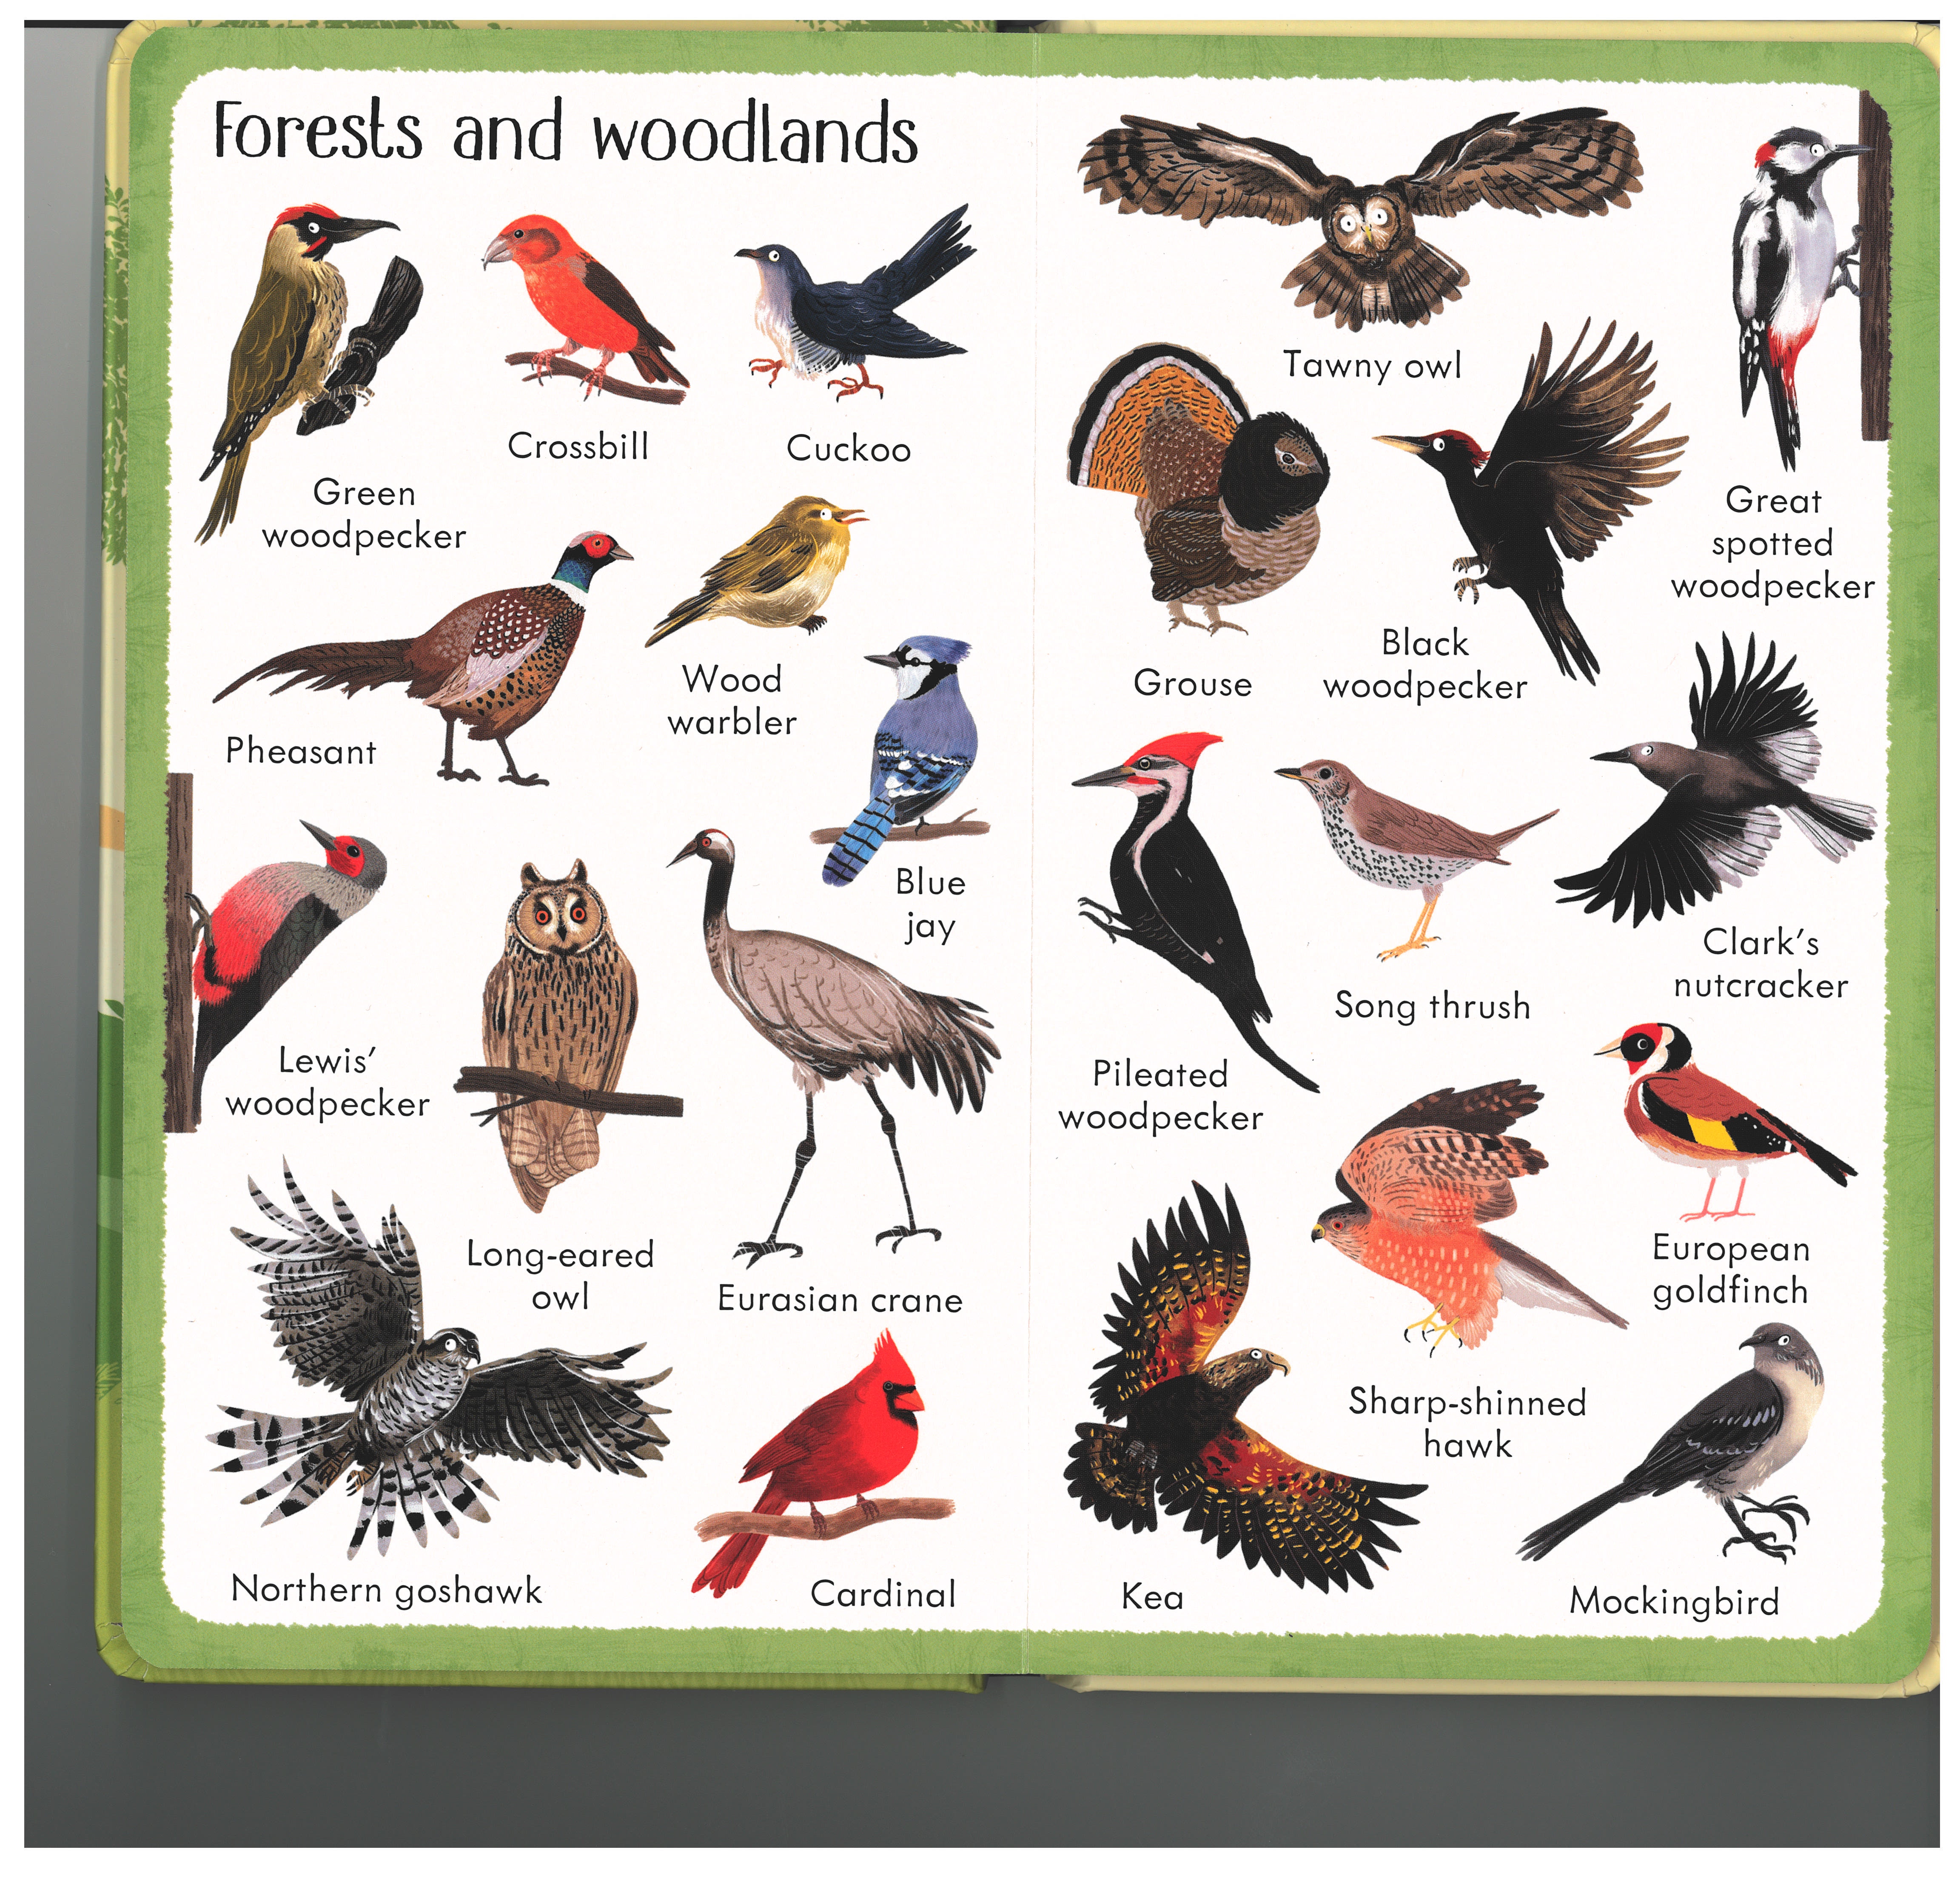 Forests and woodlands
Green
woodpecker
Crossbill
Cuckoo
Pheasant
Wood
warbler
Blue
jay
Lewis'
woodpecker
Long-eared
owl
Eurasian crane
Northern goshawk
Cardinal
Tawny owl
Great
spotted
woodpecker
Grouse
Black
woodpecker
Pileated
woodpecker
Song thrush
Clark's
nutcracker
European
goldfinch
Sharp-shinned
hawk
Kea
Mockingbird